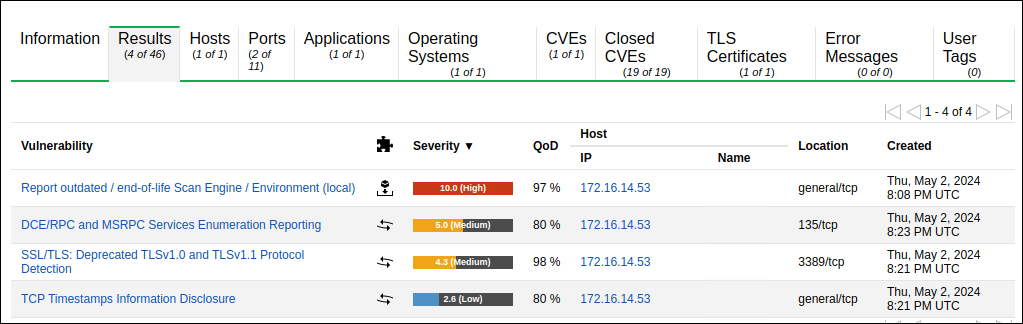 Information
Results
(4 of 46)
Hosts
(1 of 1)
Ports
(2 of
11)
Applications
(1 of 1)
Operating
Systems
(1 of 1)
CVEs
(1 of 1)
Closed
CVEs
(19 of 19)
TLS
Certificates
(1 of 1)
Error
Messages
(0 of 0)
User
Tags
(0)
1 - 4 of 4
Vulnerability Severity ▼ QoD Host Location Created
IP Name
Report outdated / end-of-life Scan Engine / Environment (local) 10.0 (High) 97 % 172.16.14.53 general/tcp Thu, May 2, 2024
8:08 PM UTC
DCE/RPC and MSRPC Services Enumeration Reporting 5.0 (Medium) 80 % 172.16.14.53 135/tcp Thu, May 2, 2024
8:23 PM UTC
SSL/TLS: Deprecated TLSv1.0 and TLSv1.1 Protocol
Detection 4.3 (Medium) 98 % 172.16.14.53 3389/tcp Thu, May 2, 2024
8:21 PM UTC
TCP Timestamps Information Disclosure 2.6 (Low) 80 % 172.16.14.53 general/tcp Thu, May 2, 2024
8:21 PM UTC